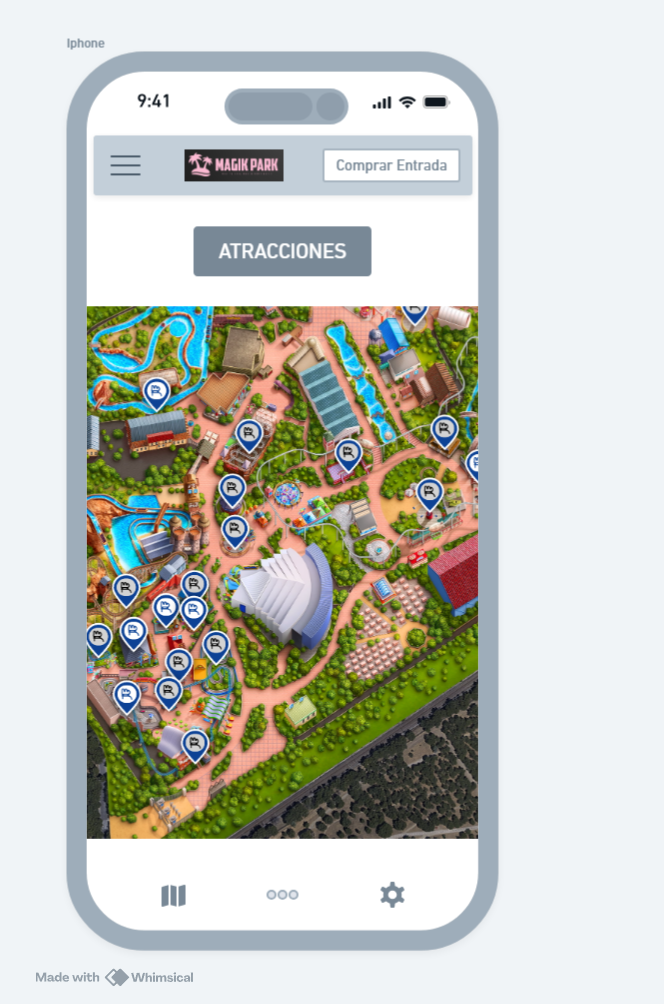 Iphone
9:41
MAGIK PARK
Comprar Entrada
ATRACCIONES
Made with Whimsical